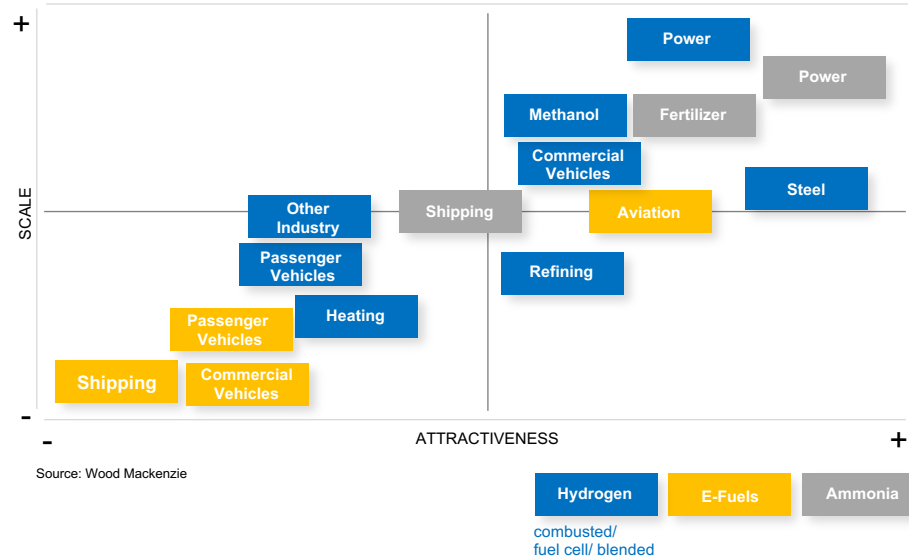 +
Power
Power
Methanol
Fertilizer
Commercial
Vehicles
Steel
SCALE
Other
Industry
Shipping
Aviation
Passenger
Vehicles
Refining
Heating
Passenger
Vehicles
Shipping
Commercial
Vehicles
-
-
ATTRACTIVENESS
+
Source: Wood Mackenzie
Hydrogen
E-Fuels
Ammonia
combusted/
fuel cell/ blended